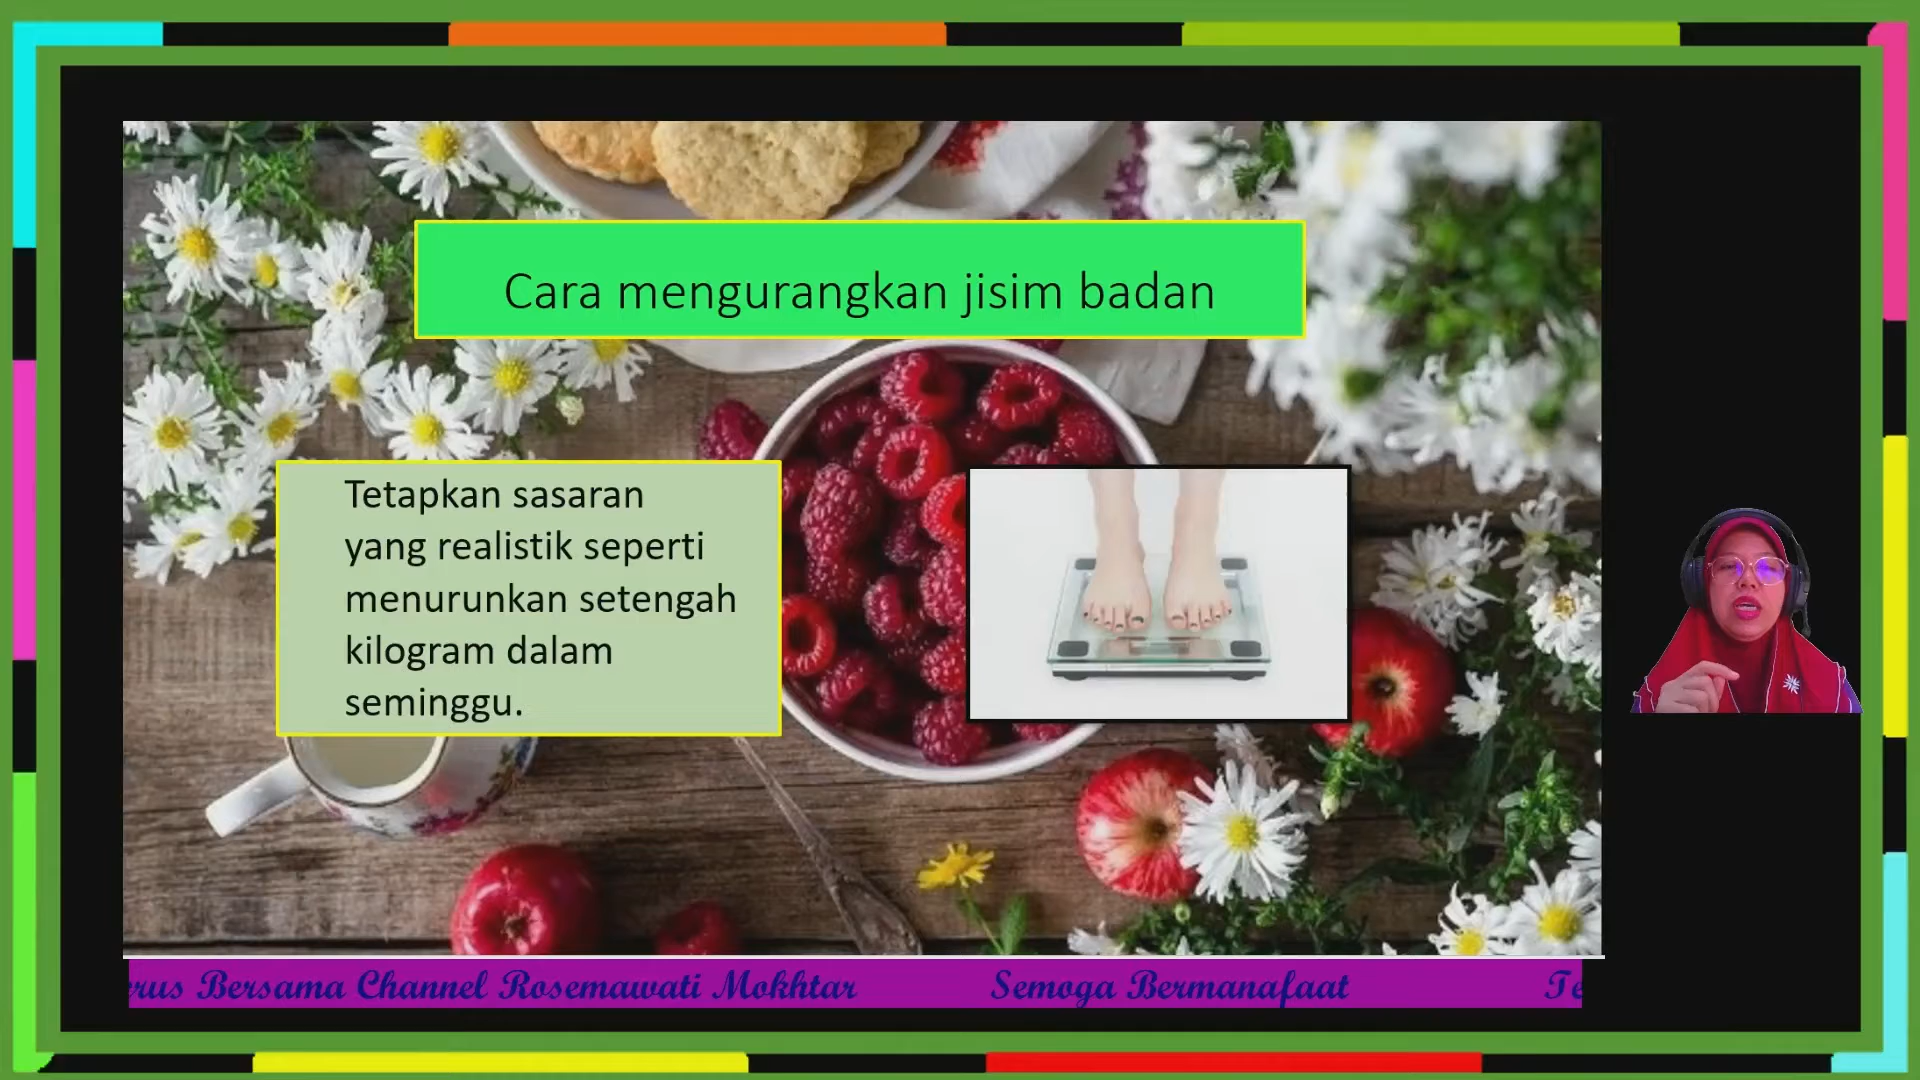 Cara mengurangkan jisim badan
Tetapkan sasaran
yang realistik seperti
menurunkan setengah
kilogram dalam
seminggu.
Bersama Channel Rosemawati Mokhtar Semoga Bermanafaat